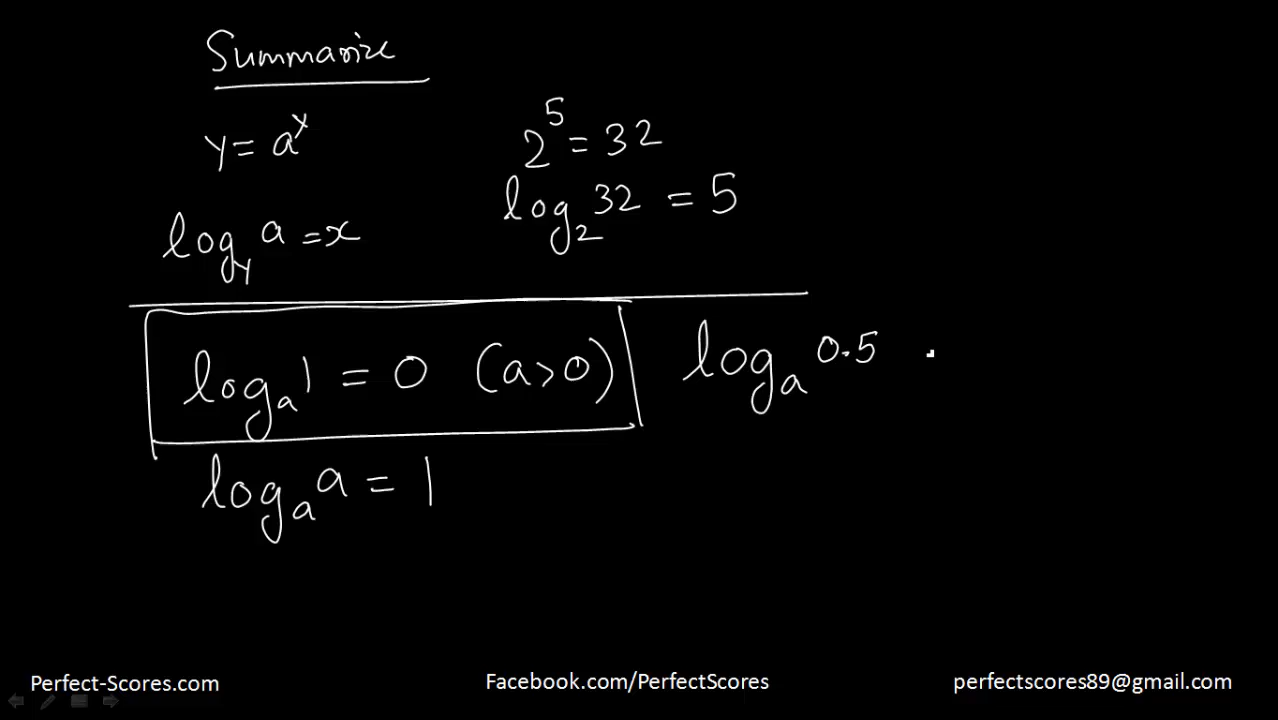 Summarize
y = a^x
2^5 = 32
log_2 32 = 5
log_y a = x
log_a 1 = 0 (a>0)
log_a 0.5
log_a a = 1
Perfect-Scores.com
Facebook.com/PerfectScores
perfectscores89@gmail.com